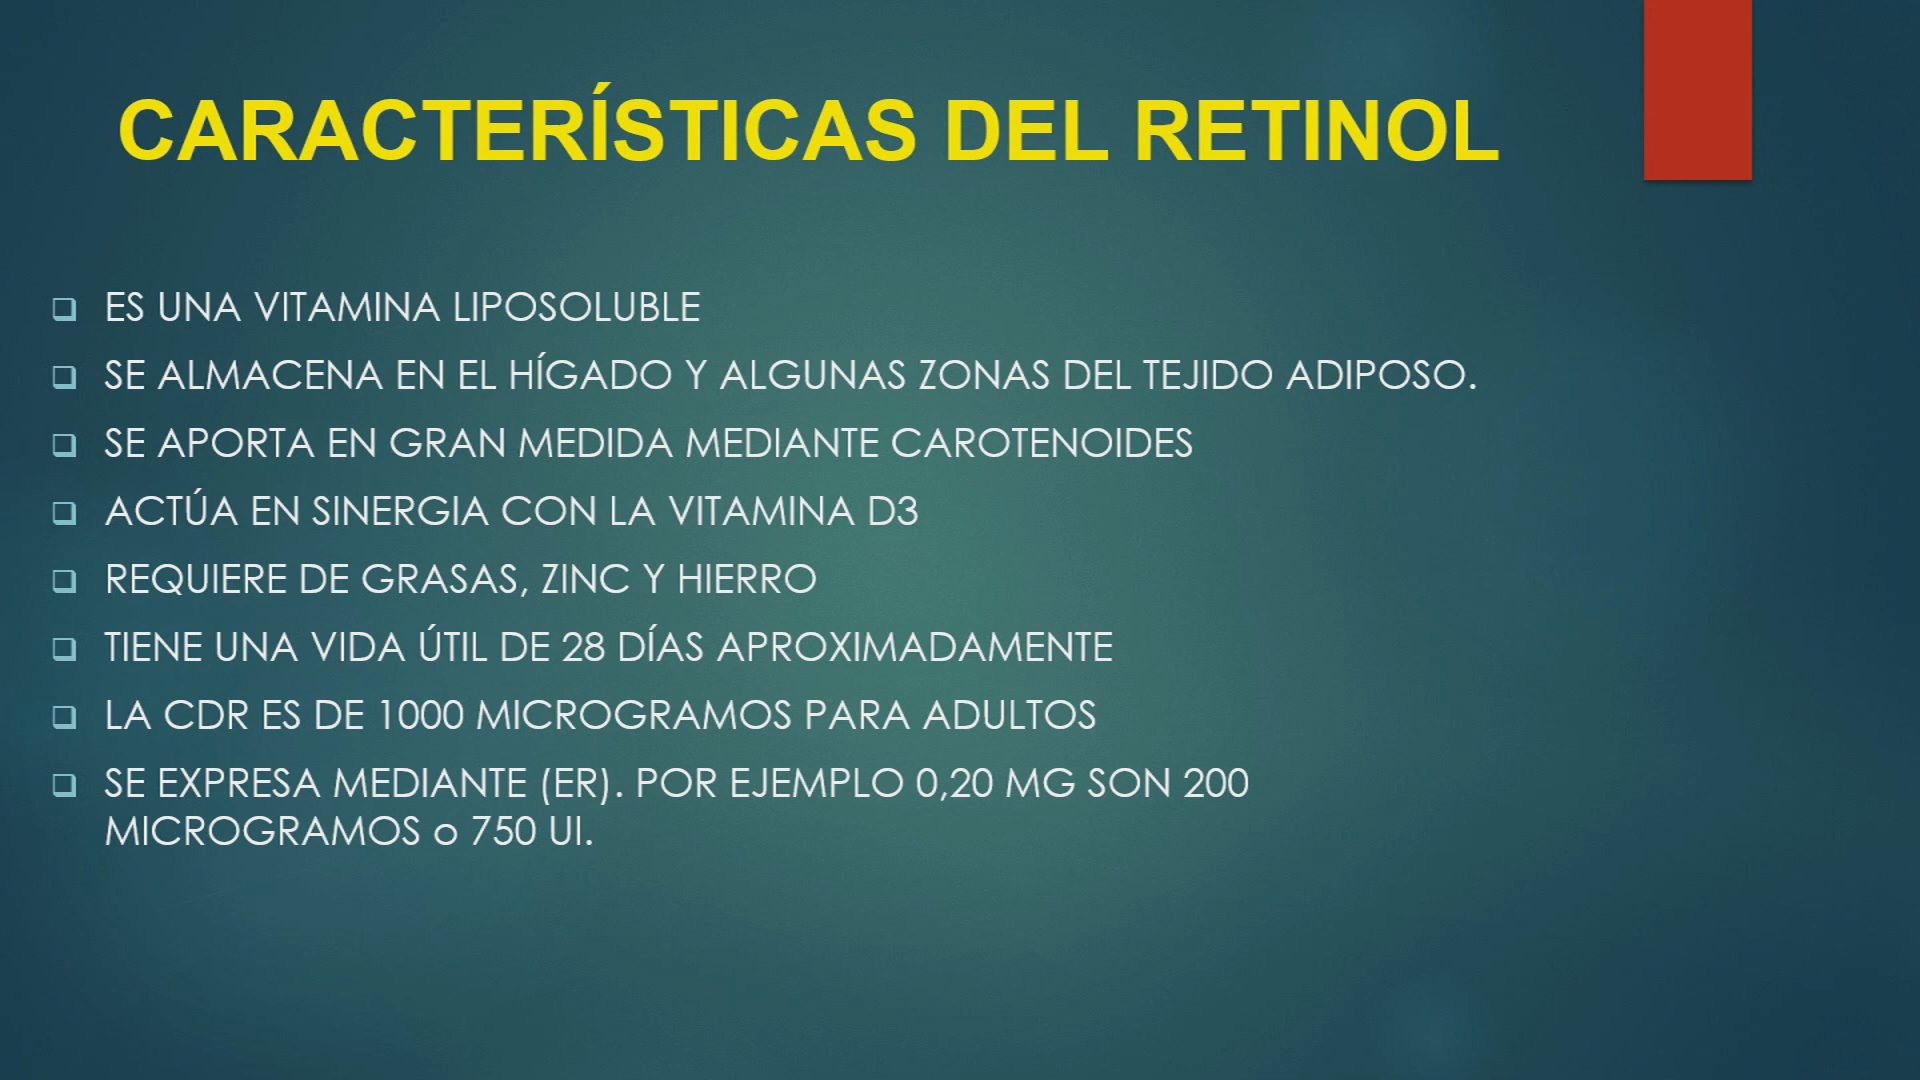 CARACTERÍSTICAS DEL RETINOL
ES UNA VITAMINA LIPOSOLUBLE
SE ALMACENA EN EL HÍGADO Y ALGUNAS ZONAS DEL TEJIDO ADIPOSO.
SE APORTA EN GRAN MEDIDA MEDIANTE CAROTENOIDES
ACTÚA EN SINERGIA CON LA VITAMINA D3
REQUIERE DE GRASAS, ZINC Y HIERRO
TIENE UNA VIDA ÚTIL DE 28 DÍAS APROXIMADAMENTE
LA CDR ES DE 1000 MICROGRAMOS PARA ADULTOS
SE EXPRESA MEDIANTE (ER). POR EJEMPLO 0,20 MG SON 200
MICROGRAMOS o 750 UI.